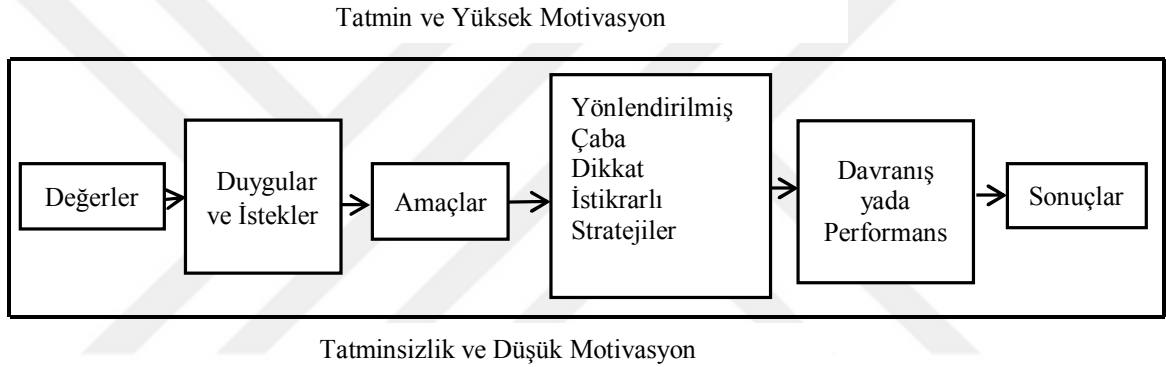 Tatmin ve Yüksek Motivasyon
Değerler
Duygular
ve İstekler
Amaçlar
Yönlendirilmiş
Çaba
Dikkat
İstikrarlı
Stratejiler
Davranış
yada
Performans
Sonuçlar
Tatminsizlik ve Düşük Motivasyon